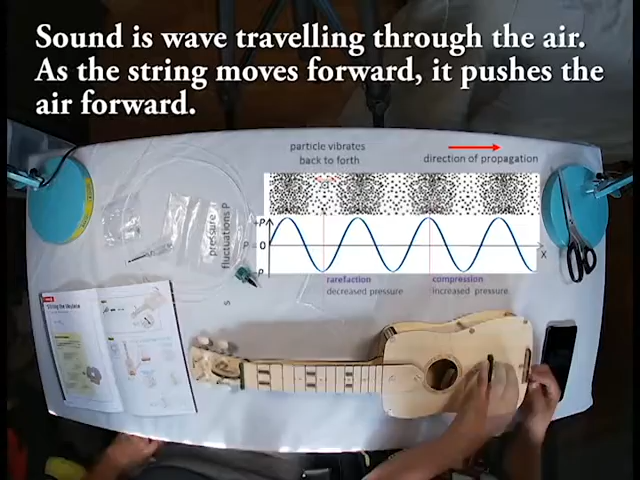 Sound is wave travelling through the air.
As the string moves forward, it pushes the
air forward.
particle vibrates
back to forth
direction of propagation
pressure
fluctuations P
+P
P = 0
-P
X
rarefaction
decreased pressure
compression
increased pressure
s